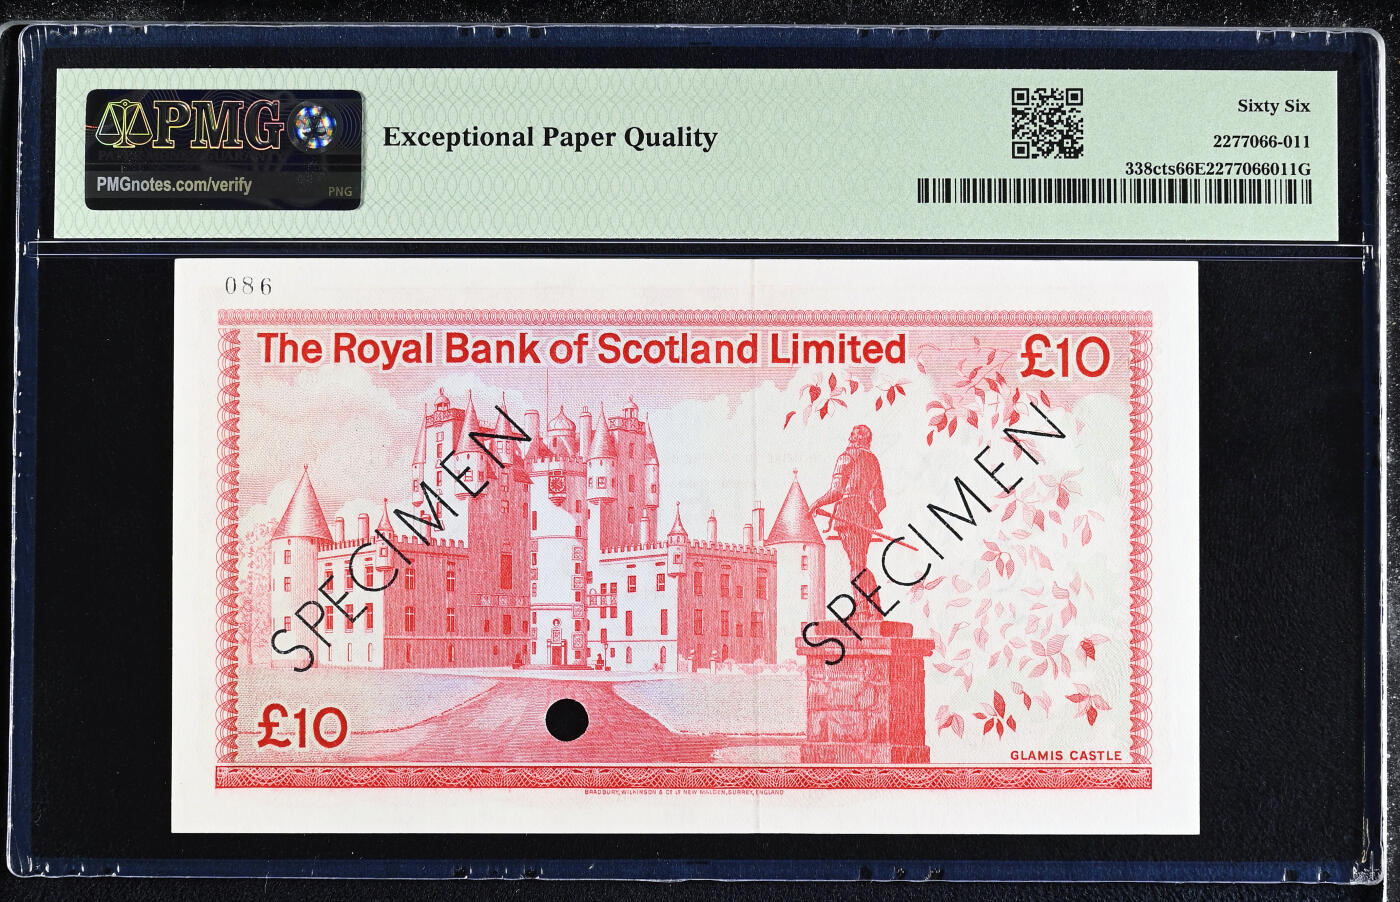 PMG
PMGnotes.com/verify
PNG
Exceptional Paper Quality
Sixty Six
2277066-011
338cts66E2277066011G
086
The Royal Bank of Scotland Limited
£10
SPECIMEN
SPECIMEN
£10
GLAMIS CASTLE
BRADBURY, WILKINSON & Co Ld NEW MALDEN, SURREY, ENGLAND